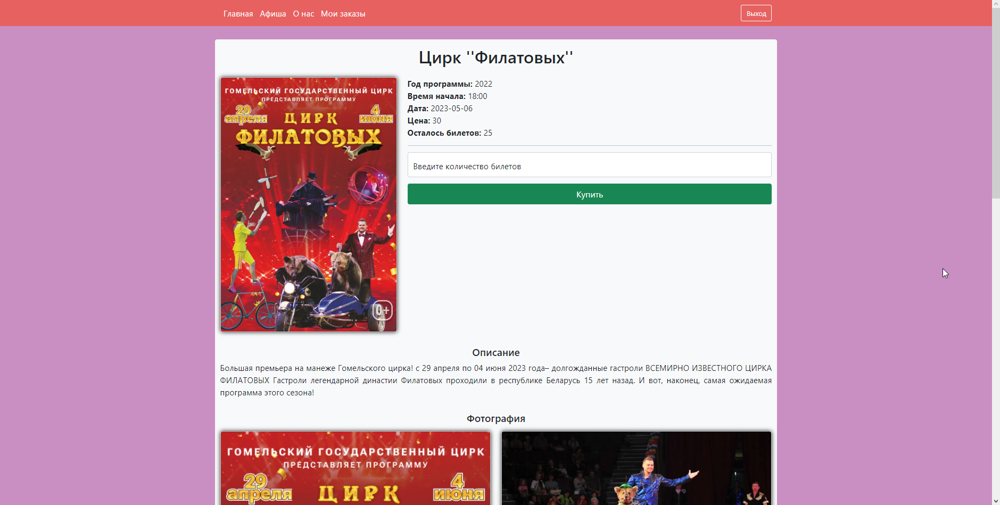 Главная Афиша О нас Мои заказы Выход
Цирк ''Филатовых''
ГОМЕЛЬСКИЙ ГОСУДАРСТВЕННЫЙ ЦИРК
ПРЕДСТАВЛЯЕТ ПРОГРАММУ
29 апреля
ЦИРК
4 июня
ФИЛАТОВЫХ
0+
Год программы: 2022
Время начала: 18:00
Дата: 2023-05-06
Цена: 30
Осталось билетов: 25
Введите количество билетов
Купить
Описание
Большая премьера на манеже Гомельского цирка! с 29 апреля по 04 июня 2023 года– долгожданные гастроли ВСЕМИРНО ИЗВЕСТНОГО ЦИРКА
ФИЛАТОВЫХ Гастроли легендарной династии Филатовых проходили в республике Беларусь 15 лет назад. И вот, наконец, самая ожидаемая
программа этого сезона!
Фотография
ГОМЕЛЬСКИЙ ГОСУДАРСТВЕННЫЙ ЦИРК
ПРЕДСТАВЛЯЕТ ПРОГРАММУ
29 апреля
ЦИРК
4 июня